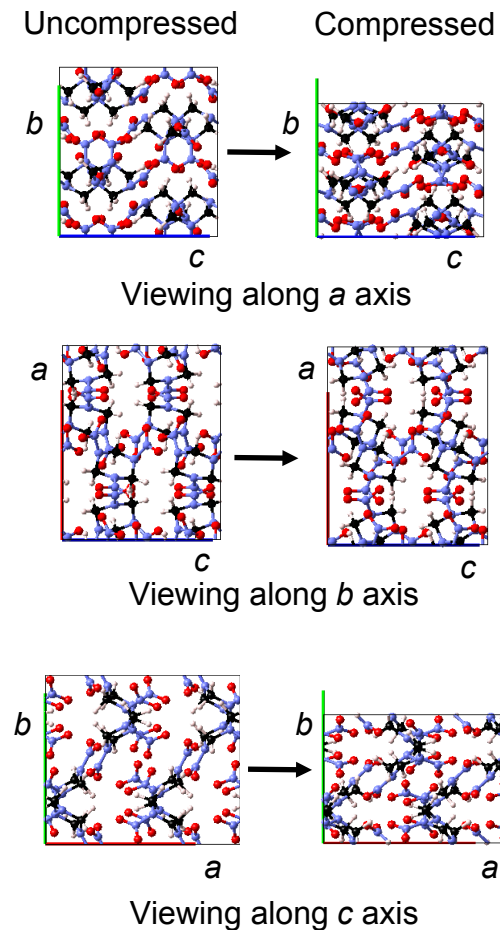 Uncompressed Compressed
b b
c c
Viewing along a axis
a a
c c
Viewing along b axis
b b
a a
Viewing along c axis